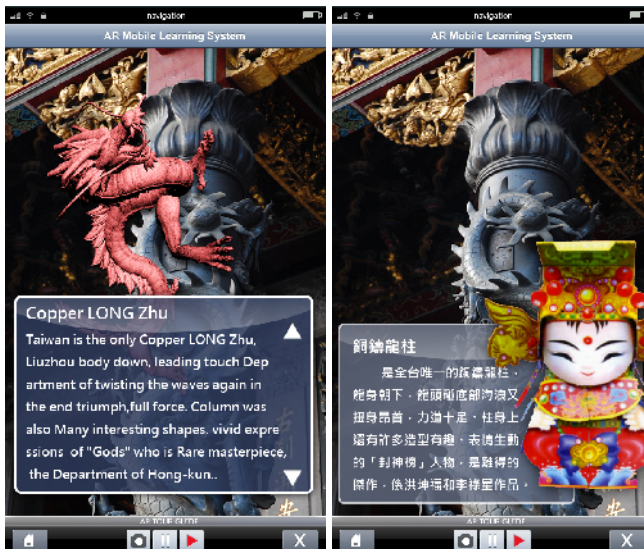 navigation
AR Mobile Learning System
Copper LONG Zhu
Taiwan is the only Copper LONG Zhu,
Liuzhou body down, leading touch Dep
artment of twisting the waves again in
the end triumph,full force. Column was
also Many interesting shapes. vivid expre
ssions of "Gods" who is Rare masterpiece,
the Department of Hong-kun..
AR TOUR GUIDE
X
navigation
AR Mobile Learning System
銅鑄龍柱
是全台唯一的銅鑄龍柱，
龍身朝下，龍頭碰底部海浪又
扭身昂首，力道十足。柱身上
還有許多造型有趣、表情生動
的「封神榜」人物，是難得的
傑作，係洪坤福和李祿星作品。
AR TOUR GUIDE
X